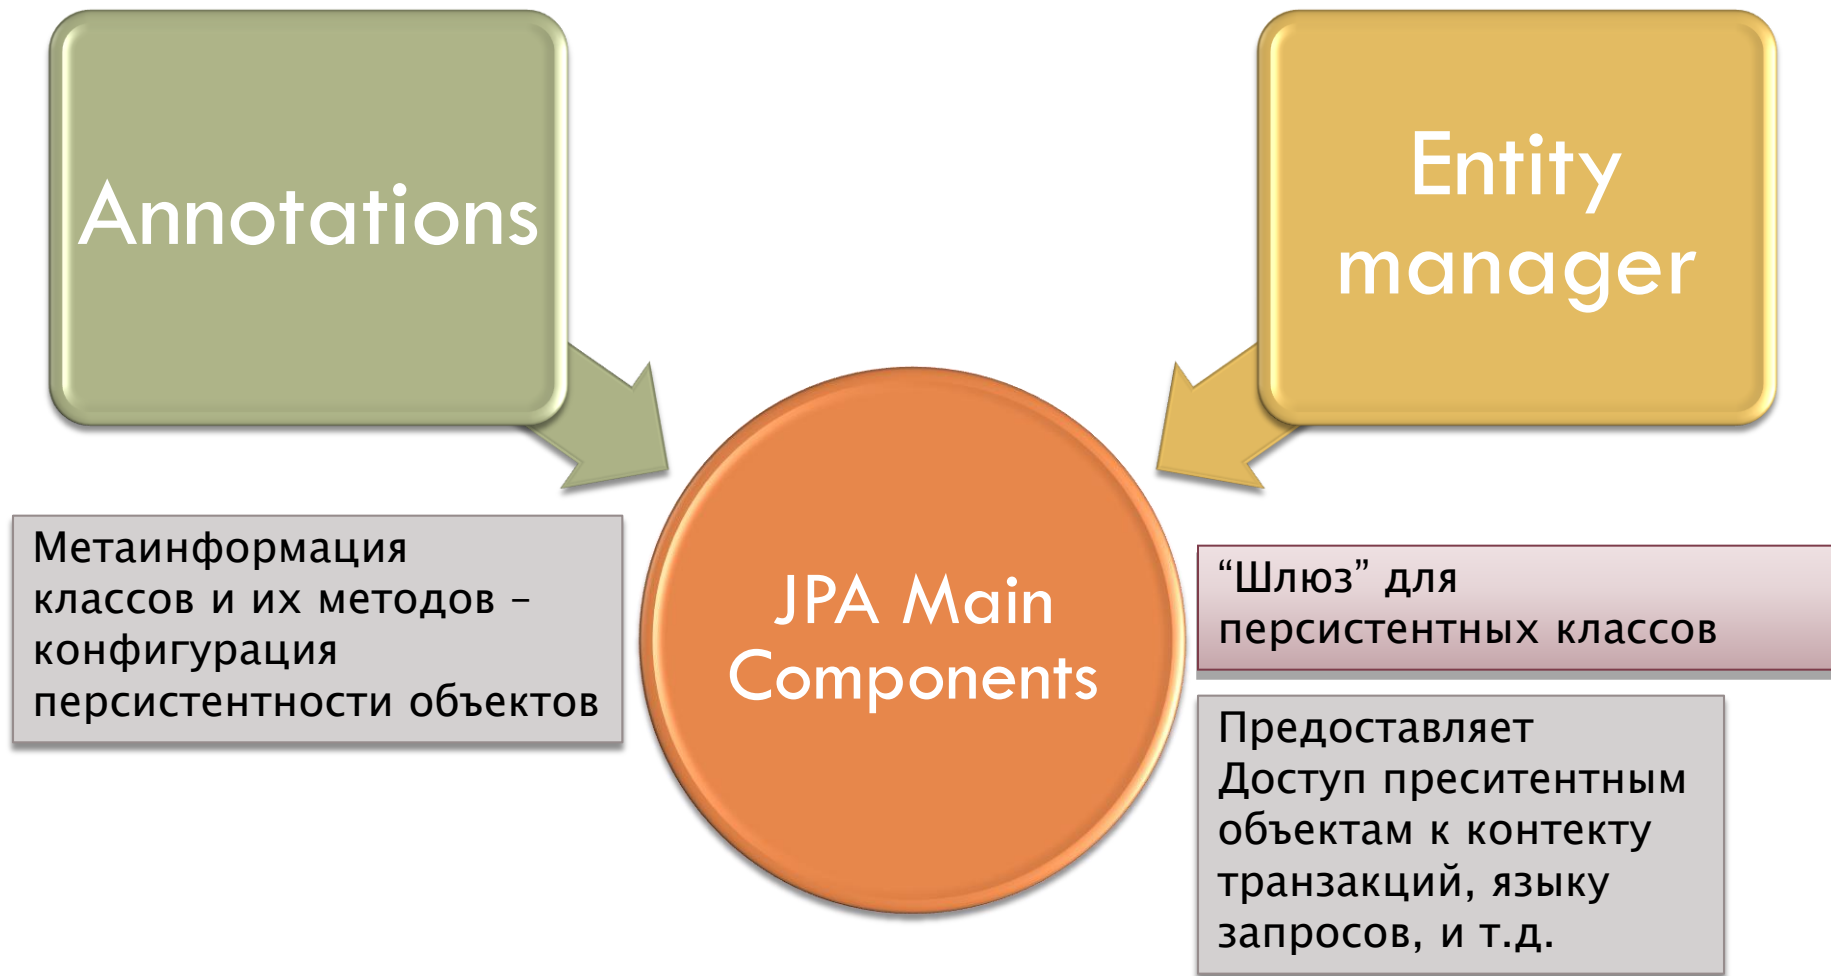 Annotations
Entity
manager
JPA Main
Components
Метаинформация
классов и их методов –
конфигурация
персистентности объектов
“Шлюз” для
персистентных классов
Предоставляет
Доступ преситентным
объектам к контекту
транзакций, языку
запросов, и т.д.